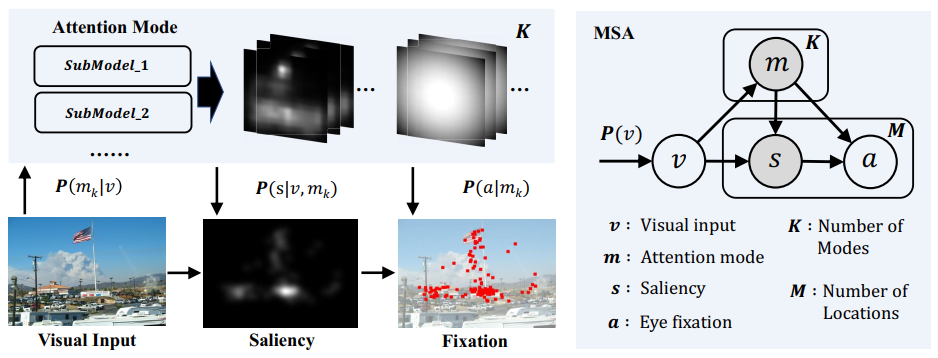 Attention Mode
K
SubModel_1
SubModel_2
......
...
...
P(m_k|v)
P(s|v, m_k)
P(a|m_k)
Visual Input
Saliency
Fixation
MSA
K
m
M
P(v)
v
s
a
v : Visual input
m : Attention mode
s : Saliency
a : Eye fixation
K : Number of
Modes
M : Number of
Locations